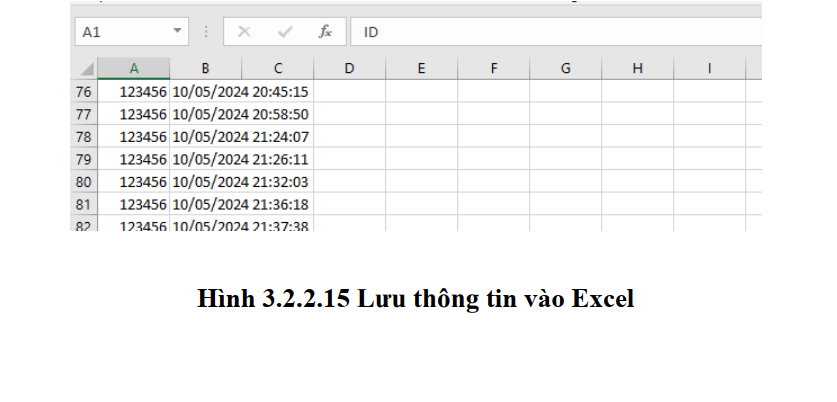 A1 fx ID
A B C D E F G H I
76 123456 10/05/2024 20:45:15
77 123456 10/05/2024 20:58:50
78 123456 10/05/2024 21:24:07
79 123456 10/05/2024 21:26:11
80 123456 10/05/2024 21:32:03
81 123456 10/05/2024 21:36:18
82 123456 10/05/2024 21:37:38
Hình 3.2.2.15 Lưu thông tin vào Excel